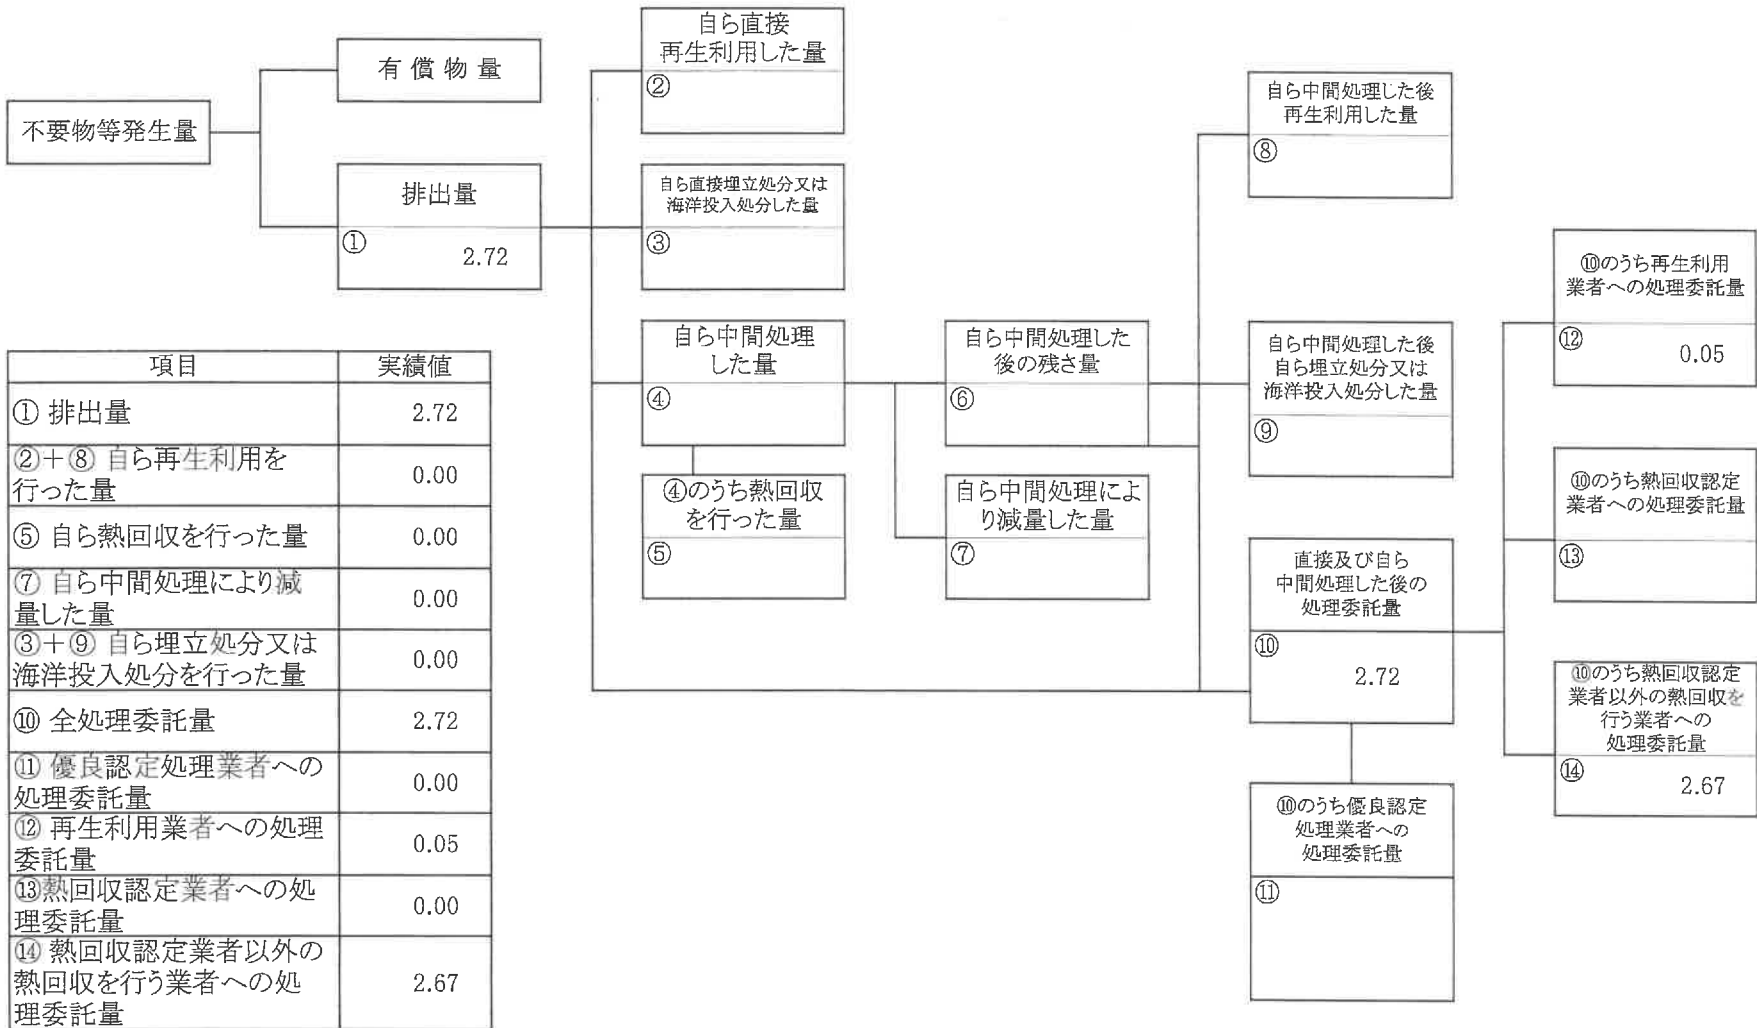 不要物等発生量
有償物量
排出量
①
2.72
自ら直接
再生利用した量
②
自ら直接埋立処分又は
海洋投入処分した量
③
自ら中間処理
した量
④
④のうち熱回収
を行った量
⑤
自ら中間処理した
後の残さ量
⑥
自ら中間処理によ
り減量した量
⑦
自ら中間処理した後
再生利用した量
⑧
自ら中間処理した後
自ら埋立処分又は
海洋投入処分した量
⑨
直接及び自ら
中間処理した後の
処理委託量
⑩
2.72
⑩のうち優良認定
処理業者への
処理委託量
⑪
⑩のうち再生利用
業者への処理委託量
⑫
0.05
⑩のうち熱回収認定
業者への処理委託量
⑬
⑩のうち熱回収認定
業者以外の熱回収を
行う業者への
処理委託量
⑭
2.67
項目 実績値
① 排出量 2.72
②+⑧ 自ら再生利用を
行った量 0.00
⑤ 自ら熱回収を行った量 0.00
⑦ 自ら中間処理により減
量した量 0.00
③+⑨ 自ら埋立処分又は
海洋投入処分を行った量 0.00
⑩ 全処理委託量 2.72
⑪ 優良認定処理業者への
処理委託量 0.00
⑫ 再生利用業者への処理
委託量 0.05
⑬熱回収認定業者への処
理委託量 0.00
⑭ 熱回収認定業者以外の
熱回収を行う業者への処
理委託量 2.67